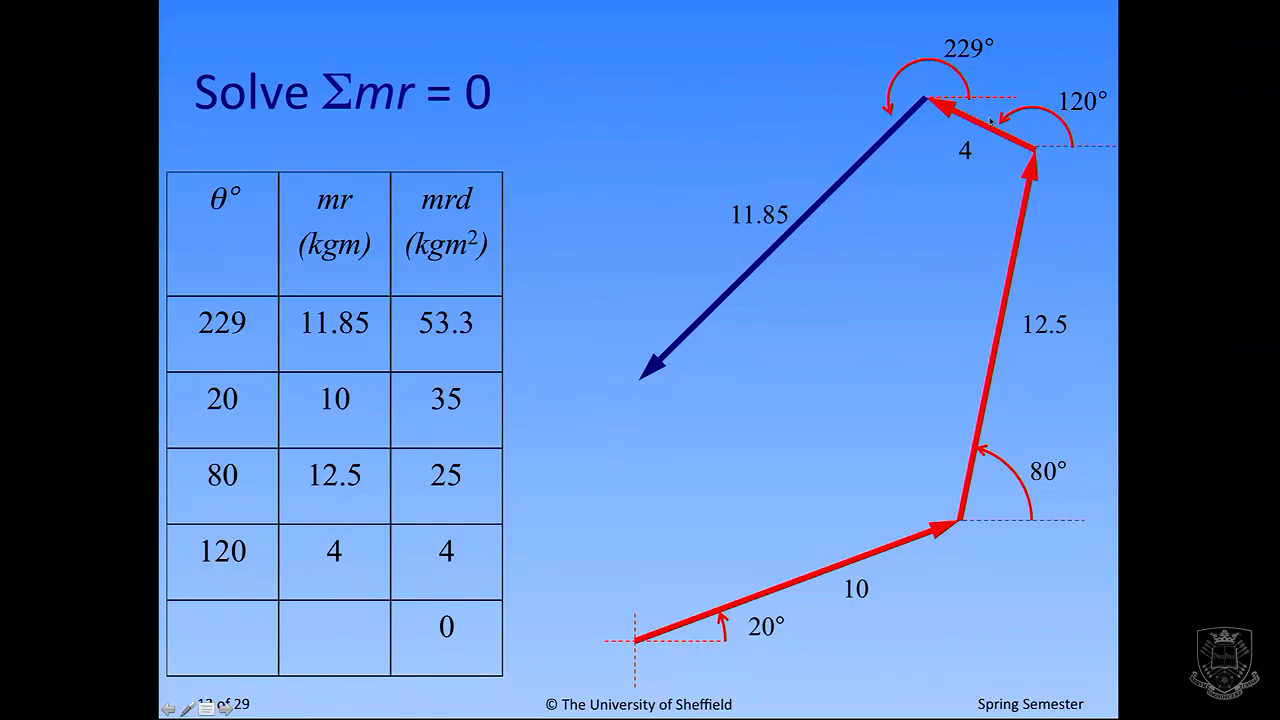 Solve Σmr = 0
θ° mr (kgm) mrd (kgm²)
229 11.85 53.3
20 10 35
80 12.5 25
120 4 4
0
229°
120°
4
11.85
12.5
80°
10
20°
of 29
© The University of Sheffield
Spring Semester